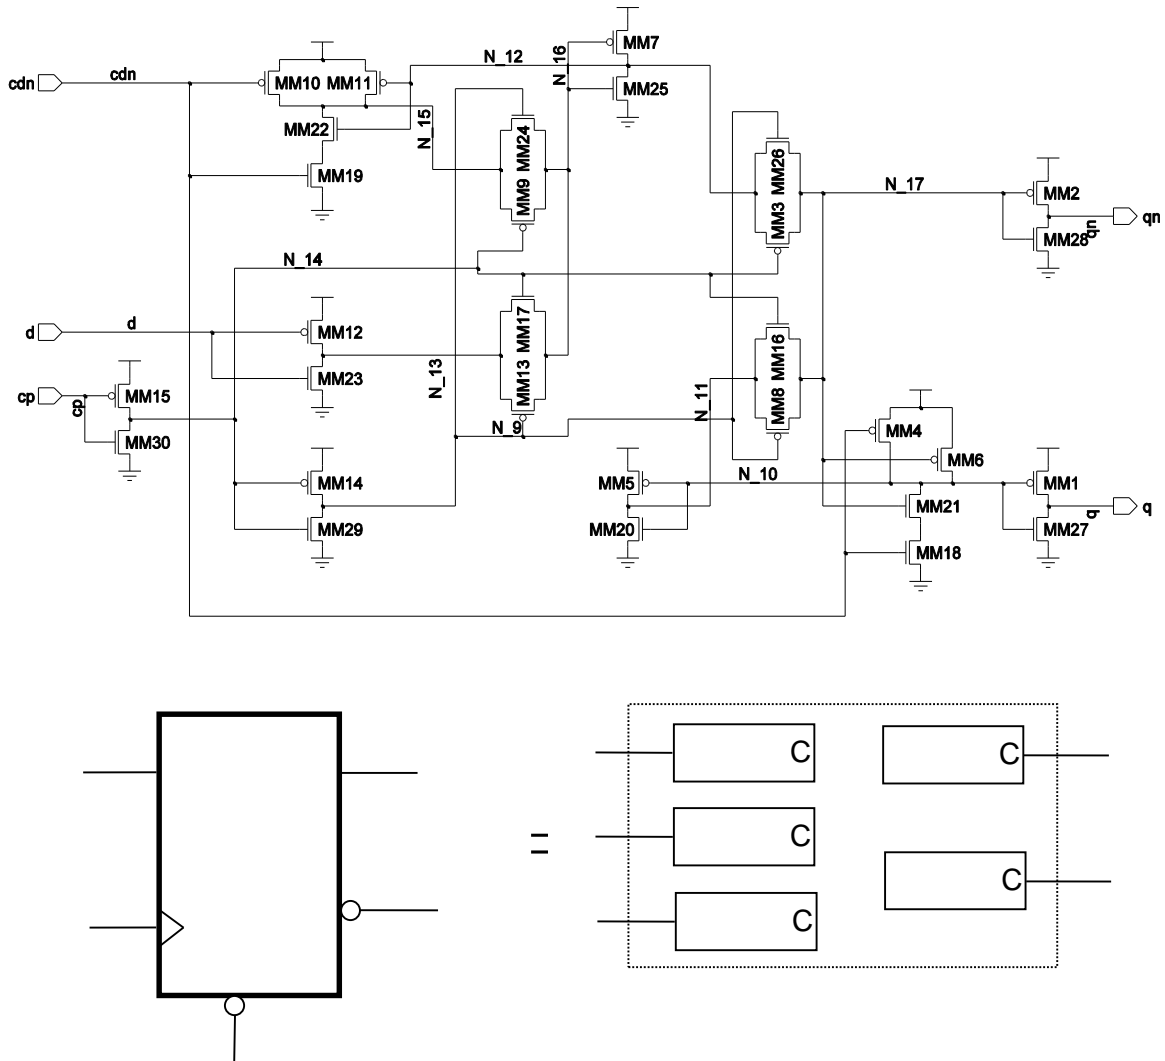 MM7
N_16
N_12
cdn
cdn
MM10
MM11
MM25
MM22
N_15
MM24
MM9
MM19
MM26
MM3
N_17
MM2
qn
qn
MM28
N_14
d
d
MM12
MM17
MM13
MM23
N_13
MM16
MM8
N_11
cp
cp
MM15
MM30
N_9
MM4
MM6
MM14
MM5
N_10
MM1
MM21
q
q
MM29
MM20
MM27
MM18
C
C
C
C
C
=